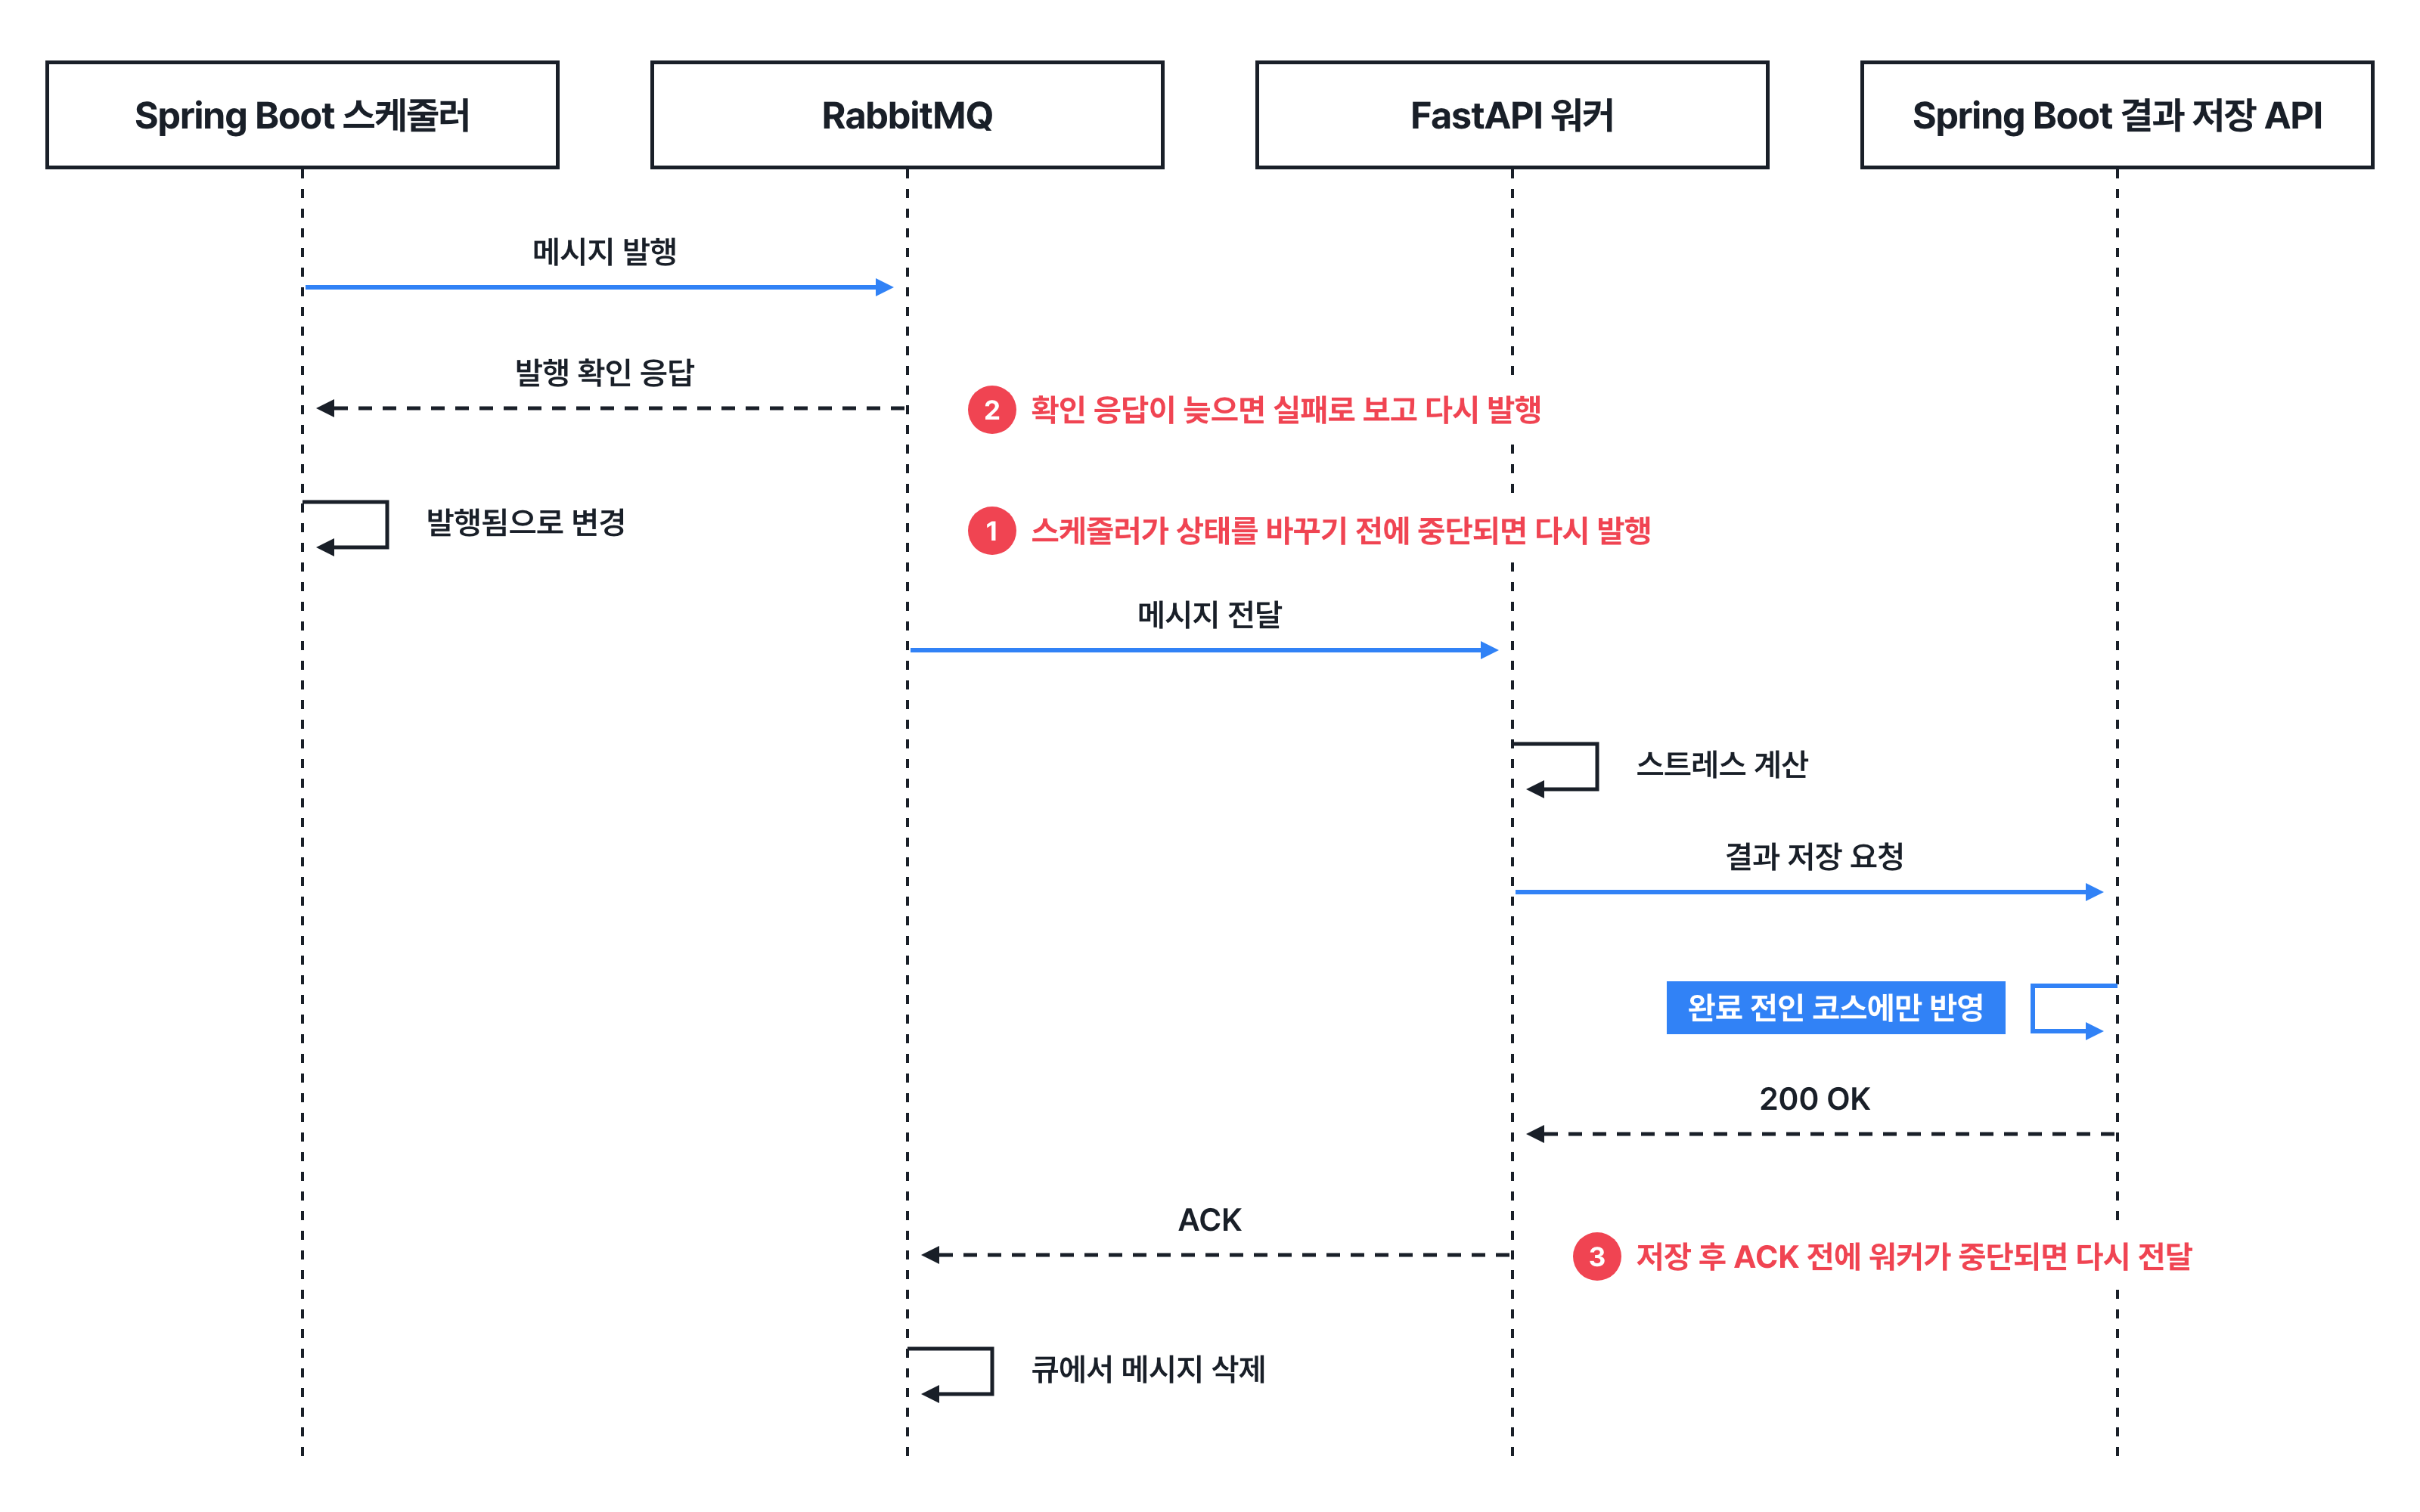 Spring Boot 스케줄러
RabbitMQ
FastAPI 워커
Spring Boot 결과 저장 API
메시지 발행
발행 확인 응답
2 확인 응답이 늦으면 실패로 보고 다시 발행
발행됨으로 변경
1 스케줄러가 상태를 바꾸기 전에 중단되면 다시 발행
메시지 전달
스트레스 계산
결과 저장 요청
완료 전인 코스에만 반영
200 OK
ACK
3 저장 후 ACK 전에 워커가 중단되면 다시 전달
큐에서 메시지 삭제